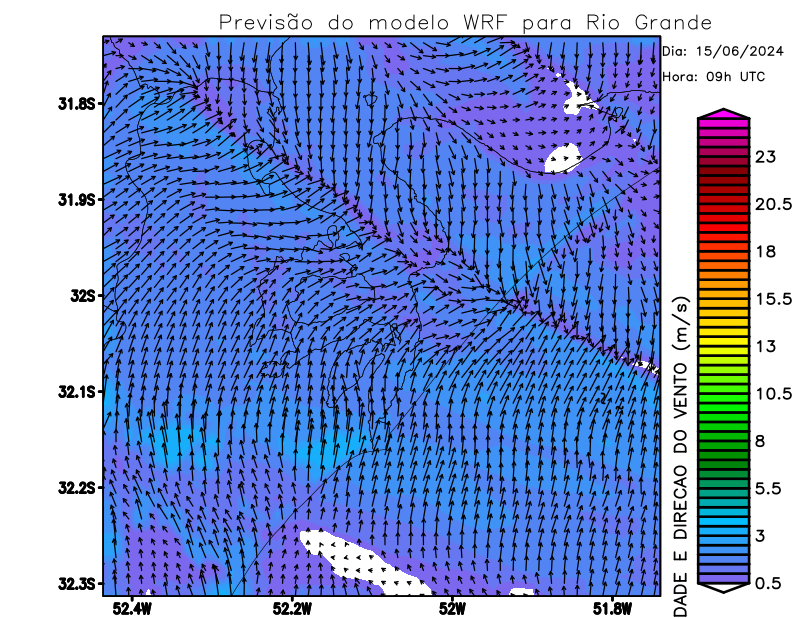 Previsão do modelo WRF para Rio Grande
Dia: 15/06/2024
Hora: 09h UTC
31.8S
31.9S
32S
32.1S
32.2S
32.3S
52.4W
52.2W
52W
51.8W
DADE E DIRECAO DO VENTO (m/s)
23
20.5
18
15.5
13
10.5
8
5.5
3
0.5